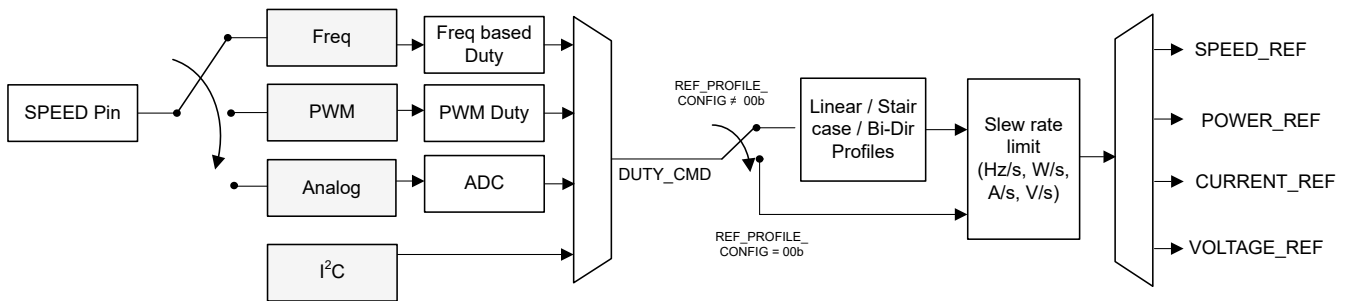 SPEED Pin
Freq
Freq based
Duty
PWM
PWM Duty
Analog
ADC
I²C
DUTY_CMD
REF_PROFILE_
CONFIG ≠ 00b
REF_PROFILE_
CONFIG = 00b
Linear / Stair
case / Bi-Dir
Profiles
Slew rate
limit
(Hz/s, W/s,
A/s, V/s)
SPEED_REF
POWER_REF
CURRENT_REF
VOLTAGE_REF